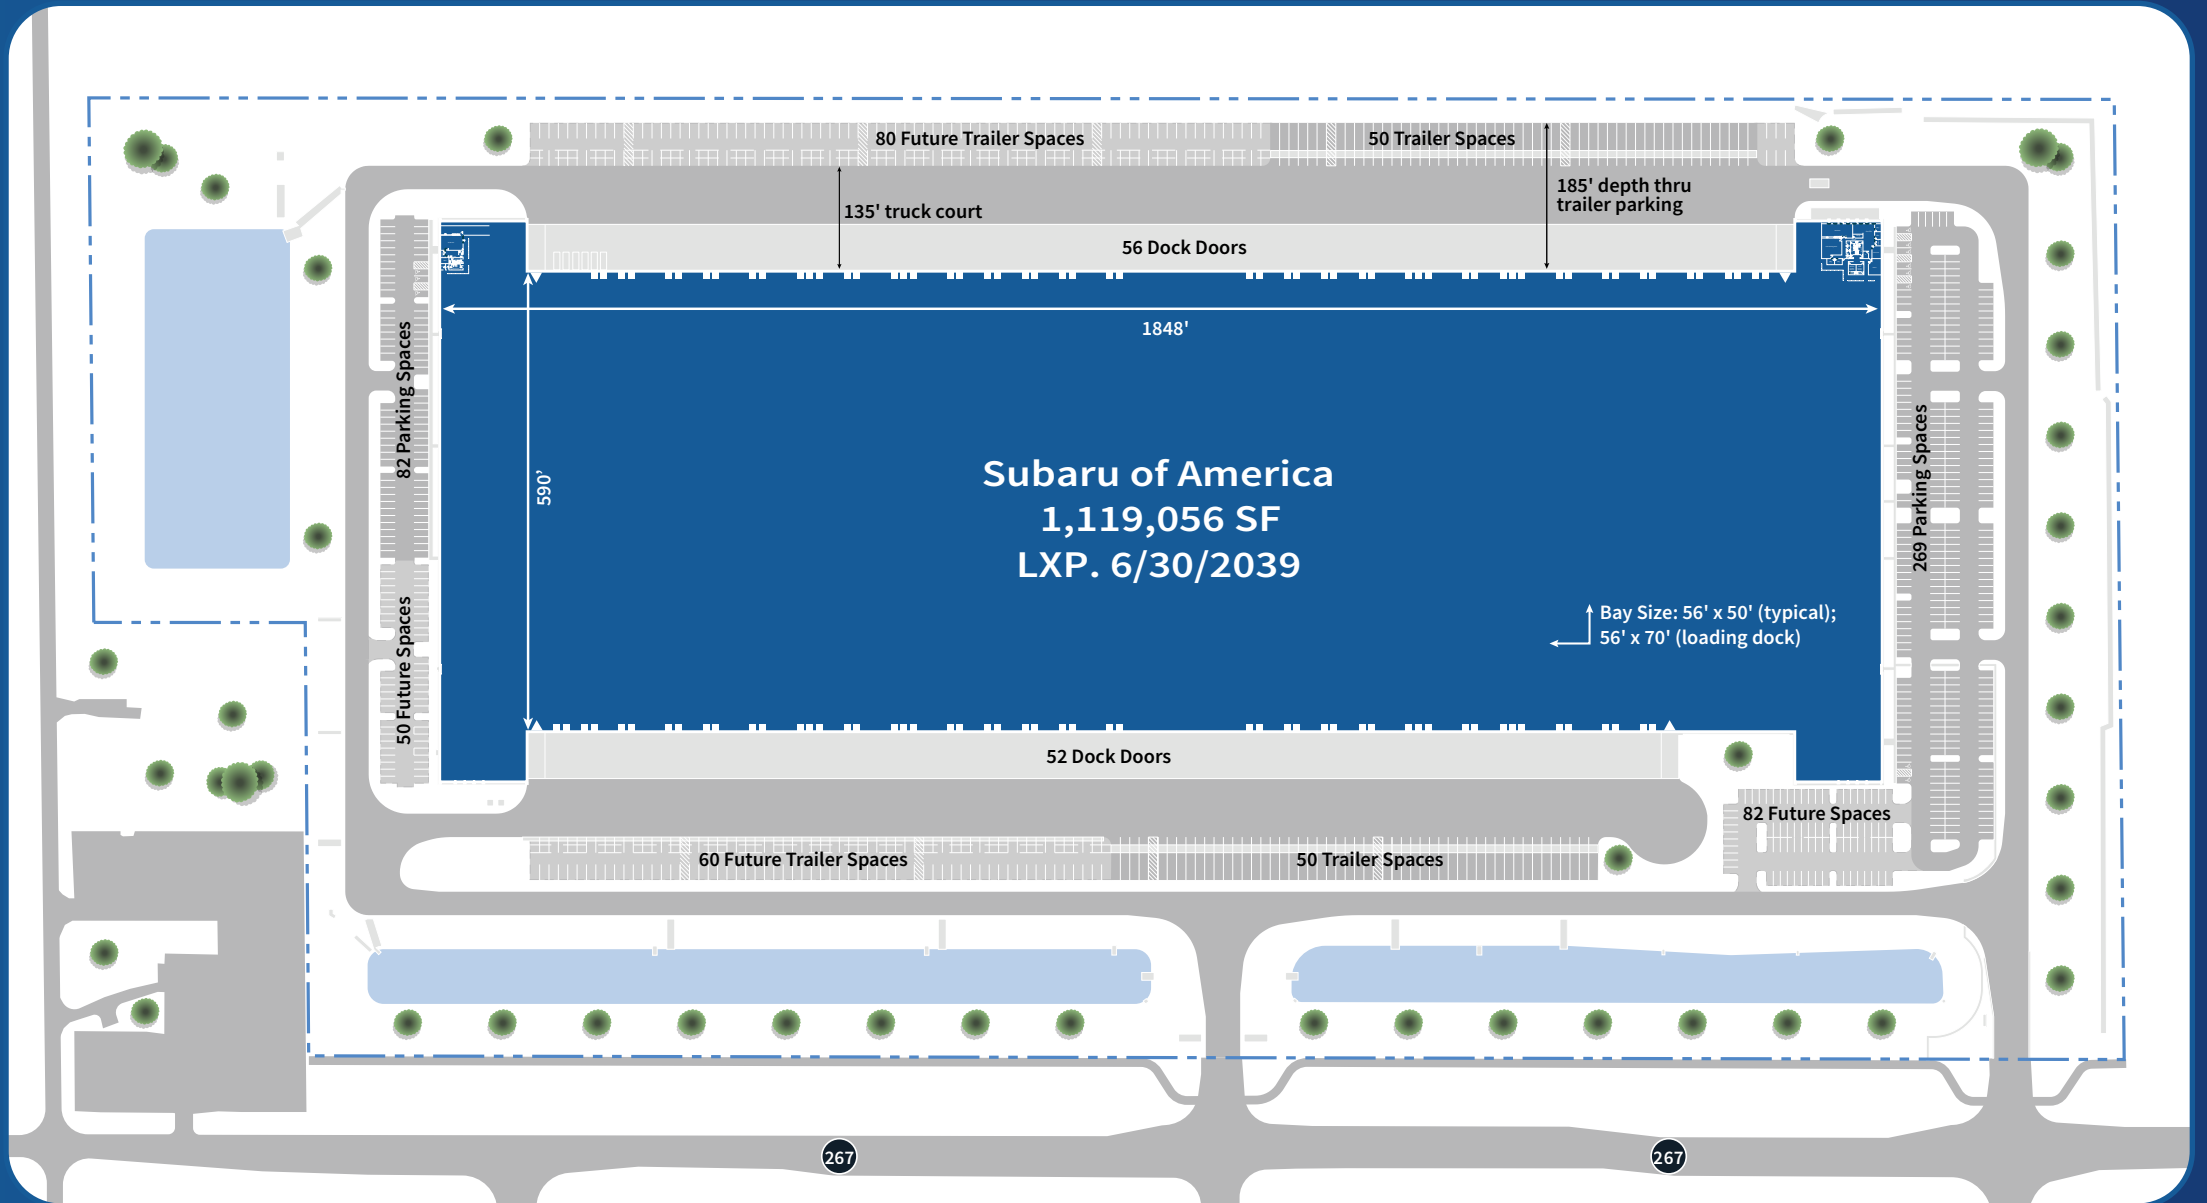 80 Future Trailer Spaces
50 Trailer Spaces
185' depth thru
trailer parking
135' truck court
56 Dock Doors
1848'
82 Parking Spaces
590’
Subaru of America
1,119,056 SF
LXP. 6/30/2039
269 Parking Spaces
Bay Size: 56' x 50' (typical);
56' x 70' (loading dock)
50 Future Spaces
52 Dock Doors
82 Future Spaces
60 Future Trailer Spaces
50 Trailer Spaces
267
267